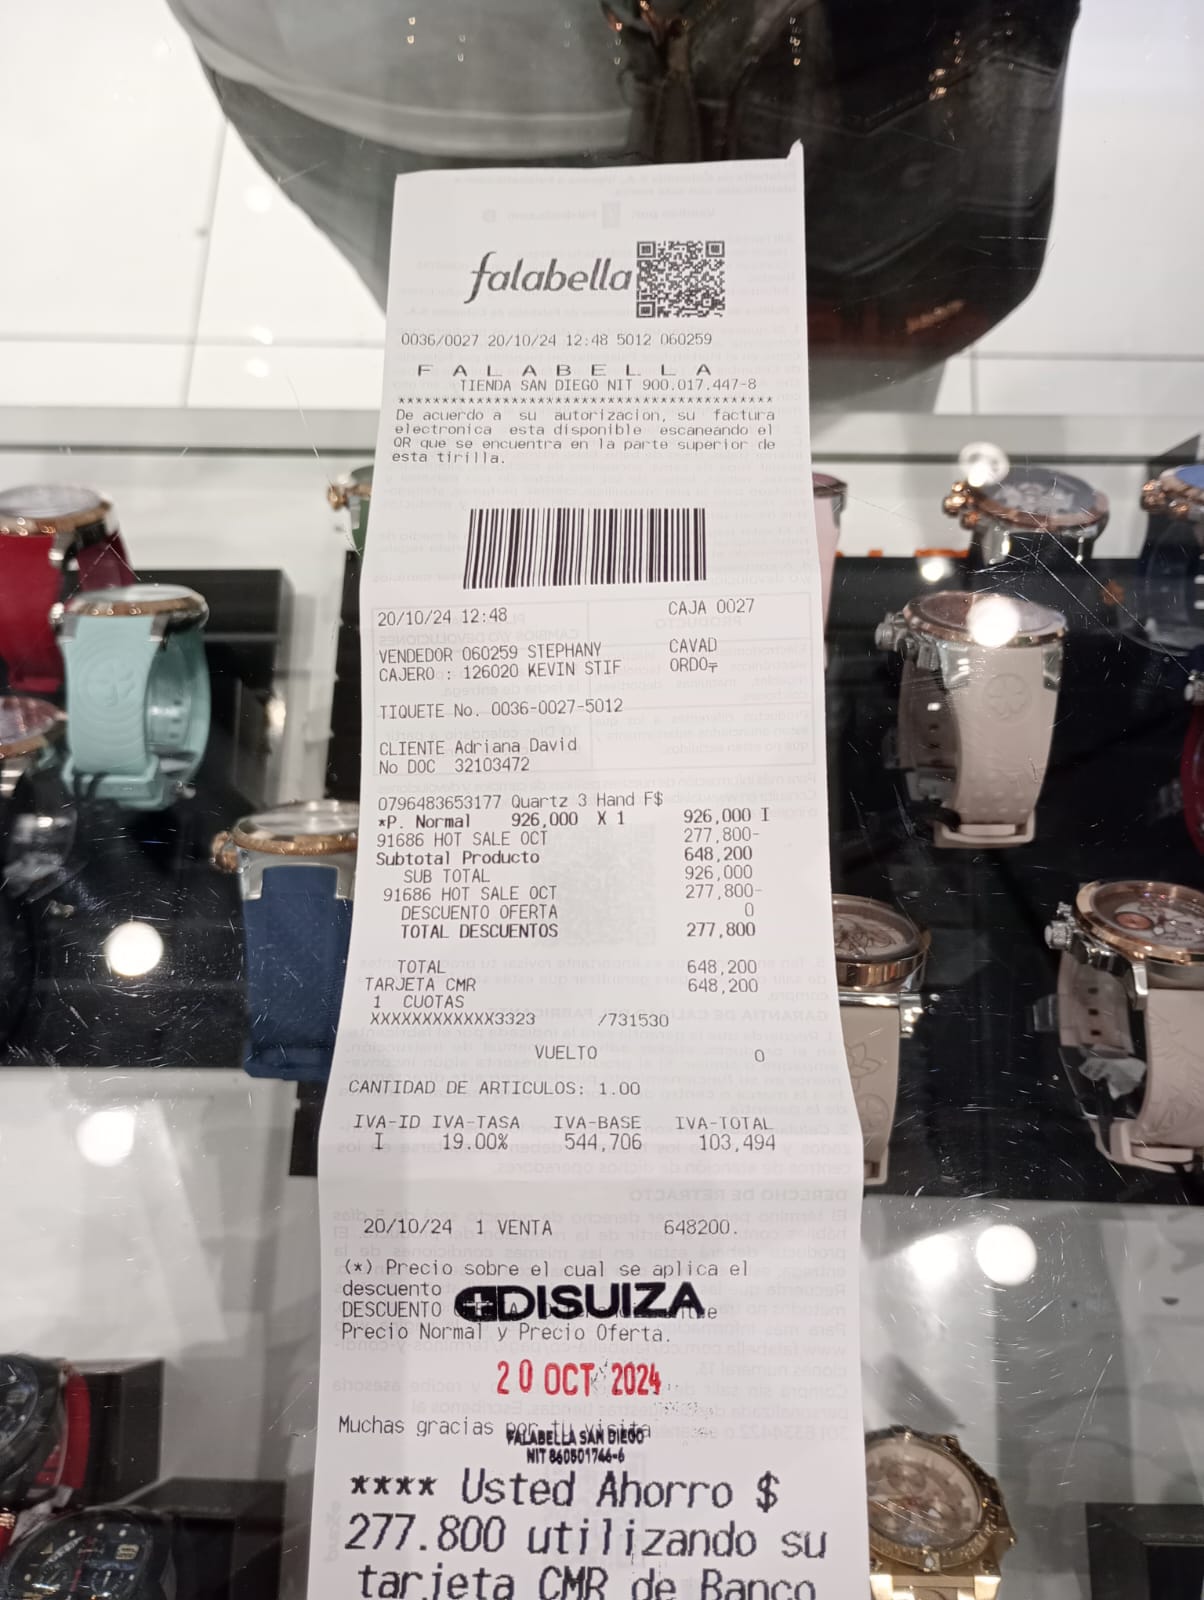 falabella
0036/0027 20/10/24 12:48 5012 060259
F A L A B E L L A
TIENDA SAN DIEGO NIT 900.017.447-8
********************************************
De acuerdo a su autorizacion, su factura
electronica esta disponible escaneando el
QR que se encuentra en la parte superior de
esta tirilla.
20/10/24 12:48 CAJA 0027
VENDEDOR 060259 STEPHANY CAVAD
CAJERO : 126020 KEVIN STIF ORDO
TIQUETE No. 0036-0027-5012
CLIENTE Adriana David
No DOC 32103472
0796483653177 Quartz 3 Hand F$
*P. Normal 926,000 X 1 926,000 I
91686 HOT SALE OCT 277,800-
Subtotal Producto 648,200
SUB TOTAL 926,000
91686 HOT SALE OCT 277,800-
DESCUENTO OFERTA 0
TOTAL DESCUENTOS 277,800
TOTAL 648,200
TARJETA CMR 648,200
1 CUOTAS
XXXXXXXXXXXX3323 /731530
VUELTO 0
CANTIDAD DE ARTICULOS: 1.00
IVA-ID IVA-TASA IVA-BASE IVA-TOTAL
I 19.00% 544,706 103,494
20/10/24 1 VENTA 648200.
(*) Precio sobre el cual se aplica el
descuento
DISUIZA
DESCUENTO
Precio Normal y Precio Oferta.
20 OCT 2024
Muchas gracias por tu visita
FALABELLA SAN DIEGO
NIT 860501746-6
**** Usted Ahorro $
277.800 utilizando su
tarjeta CMR de Banco